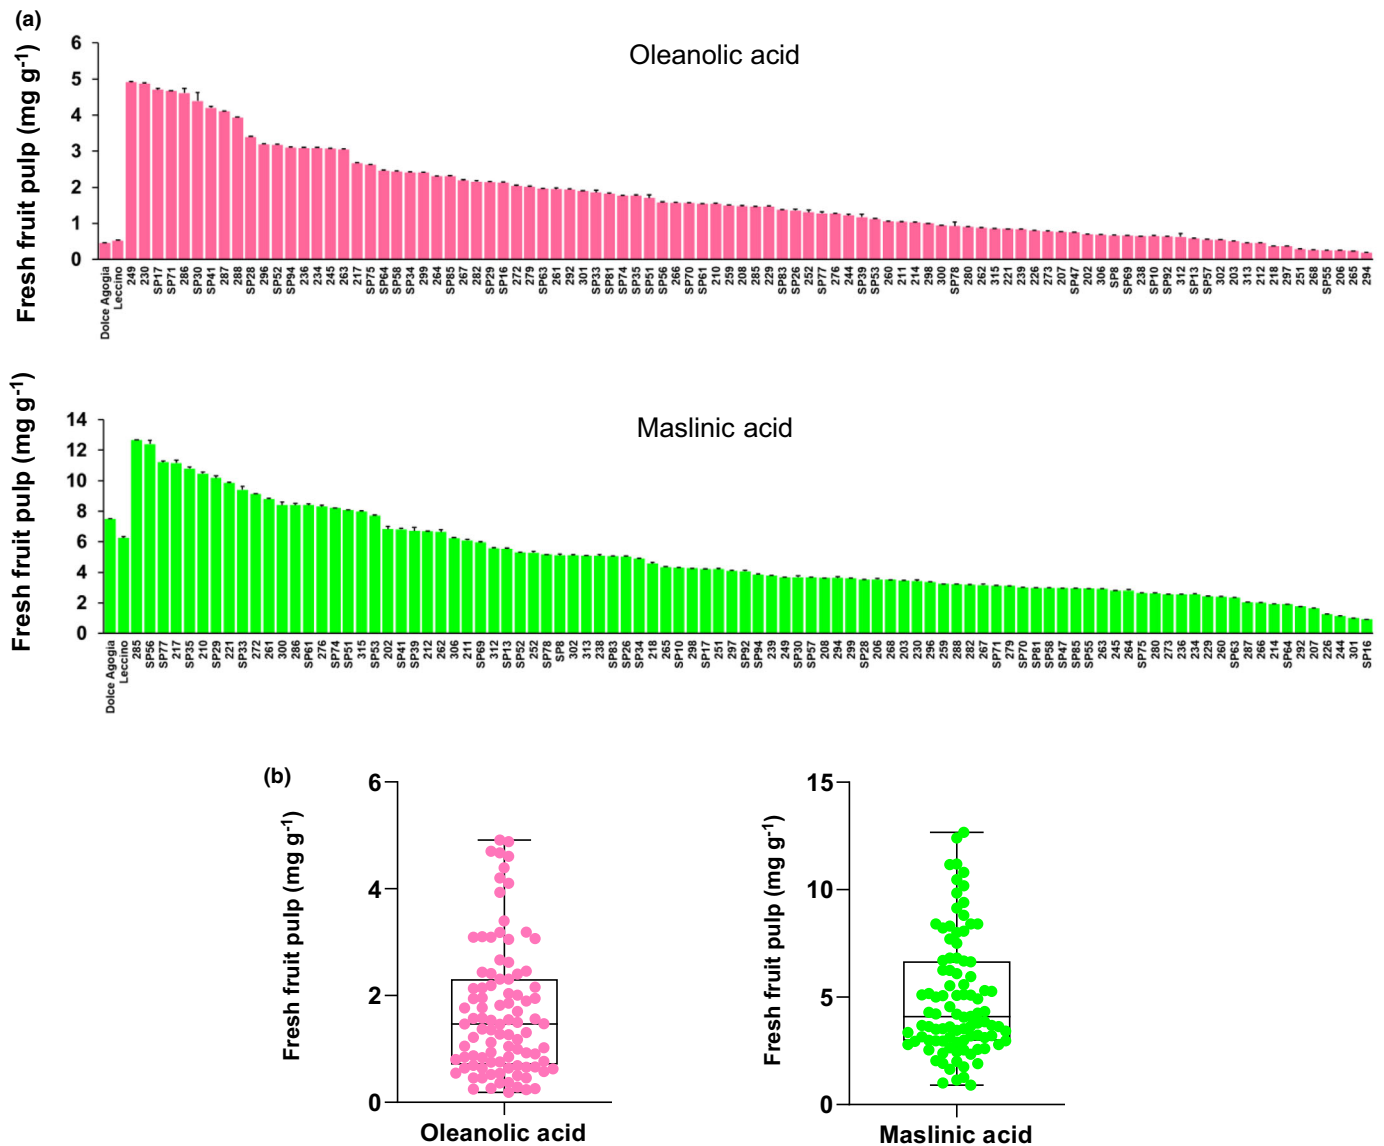 (a)
Oleanolic acid
Fresh fruit pulp (mg g-1)
6
5
4
3
2
1
0
Dolce Agogia Leccino 249 230 SP17 SP71 286 SP30 SP41 287 288 SP28 296 SP52 SP94 236 234 245 263 217 SP75 SP64 SP58 SP34 299 264 SP85 267 282 SP29 SP16 272 279 SP63 261 292 301 SP33 SP81 SP74 SP35 SP51 SP56 266 SP70 SP61 210 259 208 285 229 SP83 SP26 252 SP77 276 244 SP39 SP53 260 211 214 298 300 SP78 280 262 315 221 239 226 273 207 SP47 202 306 SP8 SP69 238 SP10 SP92 312 SP13 SP57 302 203 313 212 218 297 251 268 SP55 206 265 294
Maslinic acid
Fresh fruit pulp (mg g-1)
14
12
10
8
6
4
2
0
Dolce Agogia Leccino 285 SP56 SP77 217 SP35 210 SP29 221 SP33 272 261 300 286 SP61 276 SP74 SP51 315 SP53 202 SP41 SP39 212 262 306 211 SP69 312 SP13 SP52 252 SP78 SP8 302 313 238 SP83 SP26 SP34 218 265 SP10 298 SP17 251 297 SP92 SP94 239 249 SP30 SP57 208 294 299 SP28 206 268 203 230 296 259 288 282 267 SP71 279 SP70 SP81 SP58 SP47 SP85 SP55 263 245 264 SP75 280 273 236 234 229 260 SP63 287 266 214 SP64 292 207 226 244 301 SP16
(b)
Fresh fruit pulp (mg g-1)
6
4
2
0
Oleanolic acid
Fresh fruit pulp (mg g-1)
15
10
5
0
Maslinic acid